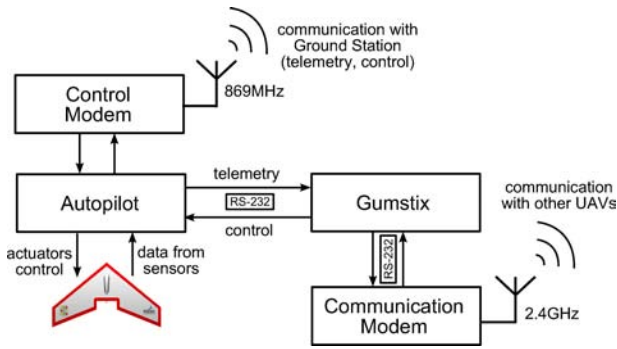 communication with
Ground Station
(telemetry, control)
869MHz
Control
Modem
telemetry
RS-232
control
Autopilot
Gumstix
communication
with other UAVs
actuators
control
data from
sensors
RS-232
Communication
Modem
2.4GHz